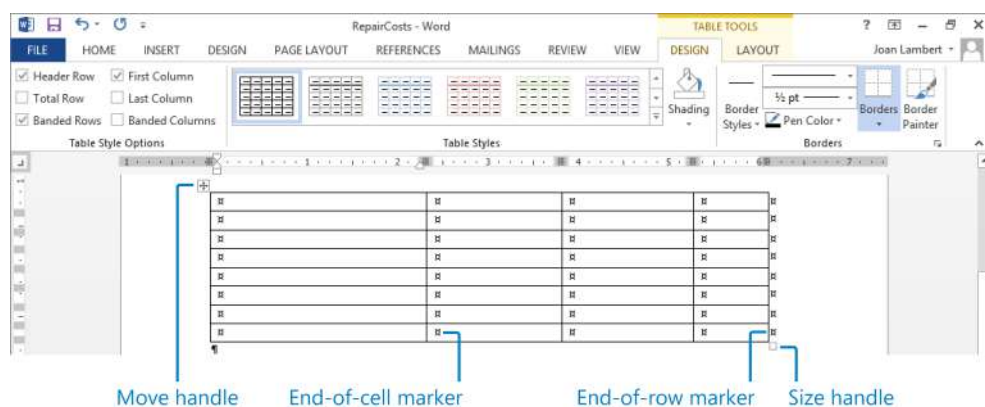 RepairCosts - Word
TABLE TOOLS
FILE HOME INSERT DESIGN PAGE LAYOUT REFERENCES MAILINGS REVIEW VIEW DESIGN LAYOUT Joan Lambert
Header Row First Column
Total Row Last Column
Banded Rows Banded Columns
Shading
Border Styles
½ pt
Pen Color
Borders
Border Painter
Table Style Options
Table Styles
Borders
1 1 2 3 4 5 6 7
¤ ¤ ¤ ¤ ¤
¤ ¤ ¤ ¤ ¤
¤ ¤ ¤ ¤ ¤
¤ ¤ ¤ ¤ ¤
¤ ¤ ¤ ¤ ¤
¤ ¤ ¤ ¤ ¤
¤ ¤ ¤ ¤ ¤
¤ ¤ ¤ ¤ ¤
¶
Move handle End-of-cell marker End-of-row marker Size handle